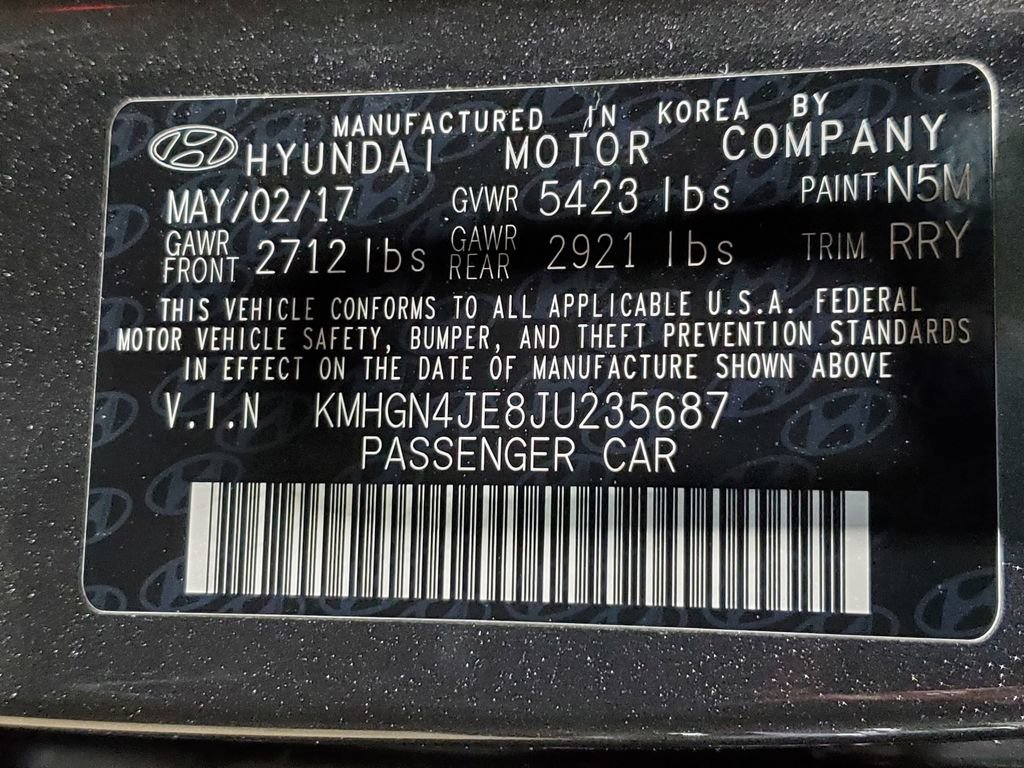 MANUFACTURED IN KOREA BY
HYUNDAI MOTOR COMPANY
MAY/02/17 GVWR 5423 lbs PAINT N5M
GAWR FRONT 2712 lbs GAWR REAR 2921 lbs TRIM RRY
THIS VEHICLE CONFORMS TO ALL APPLICABLE U.S.A. FEDERAL
MOTOR VEHICLE SAFETY, BUMPER, AND THEFT PREVENTION STANDARDS
IN EFFECT ON THE DATE OF MANUFACTURE SHOWN ABOVE
V.I.N KMHGN4JE8JU235687
PASSENGER CAR